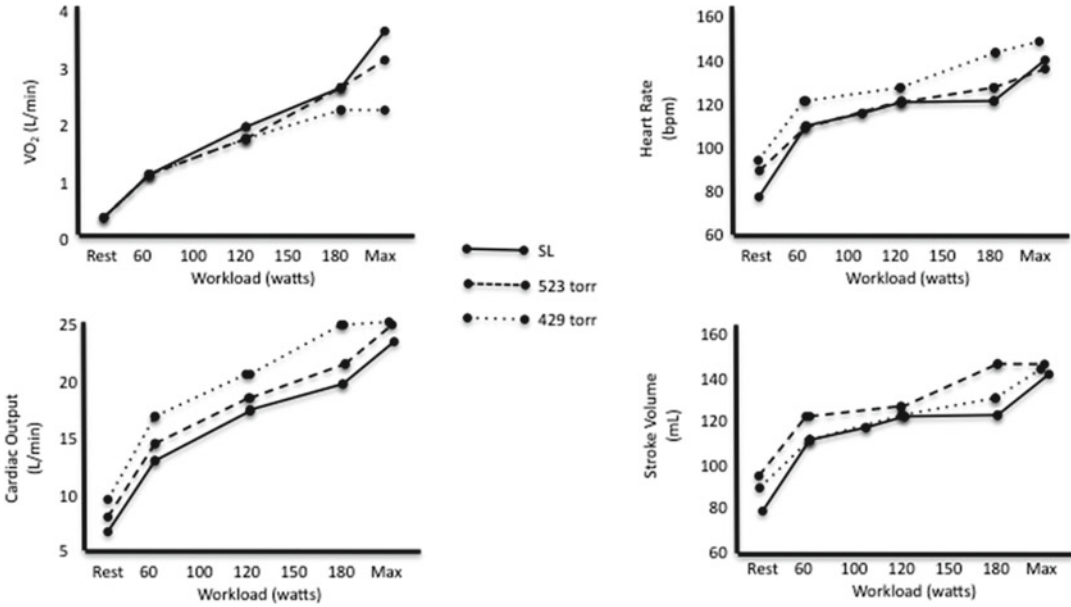 4
3
2
1
0
VO2 (L/min)
Rest 60 100 120 150 180 Max
Workload (watts)
160
140
120
100
80
60
Heart Rate
(bpm)
Rest 60 100 120 150 180 Max
Workload (watts)
SL
523 torr
429 torr
25
20
15
10
5
Cardiac Output
(L/min)
Rest 60 100 120 150 180 Max
Workload (watts)
160
140
120
100
80
60
Stroke Volume
(mL)
Rest 60 100 120 150 180 Max
Workload (watts)